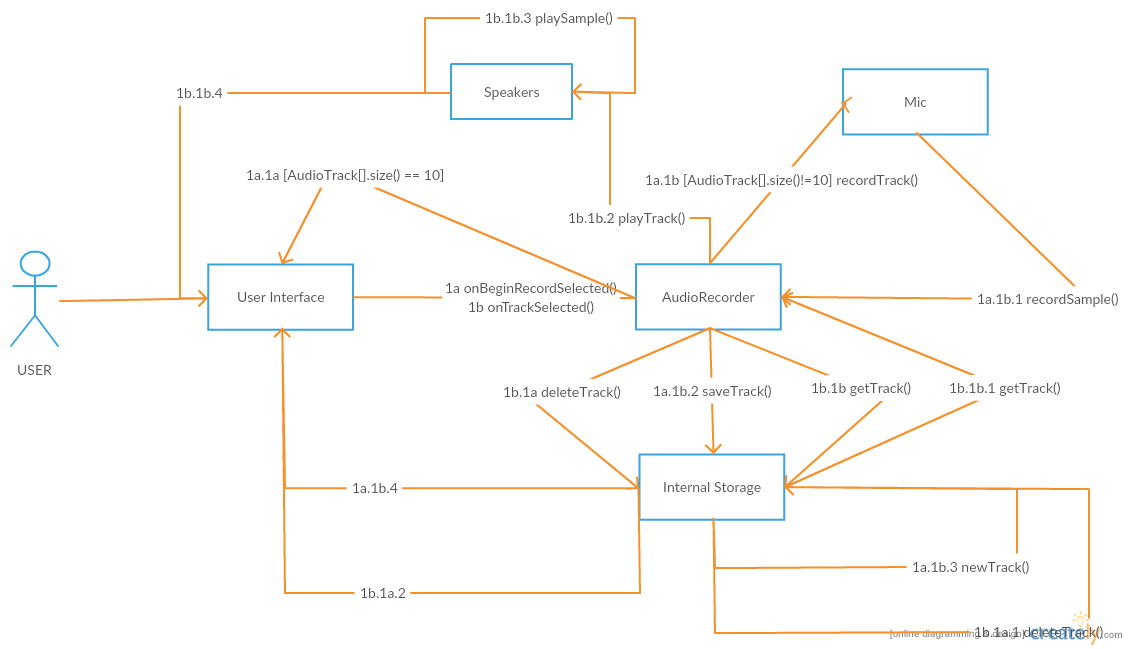 1b.1b.3 playSample()
1b.1b.4
Speakers
Mic
1a.1a [AudioTrack[].size() == 10]
1a.1b [AudioTrack[].size()!=10] recordTrack()
1b.1b.2 playTrack()
User Interface
1a onBeginRecordSelected()
1b onTrackSelected()
AudioRecorder
1a.1b.1 recordSample()
USER
1b.1a deleteTrack()
1a.1b.2 saveTrack()
1b.1b getTrack()
1b.1b.1 getTrack()
1a.1b.4
Internal Storage
1a.1b.3 newTrack()
1b.1a.2
1b.1a.1 deleteTrack()
[online diagramming & design] creately.com